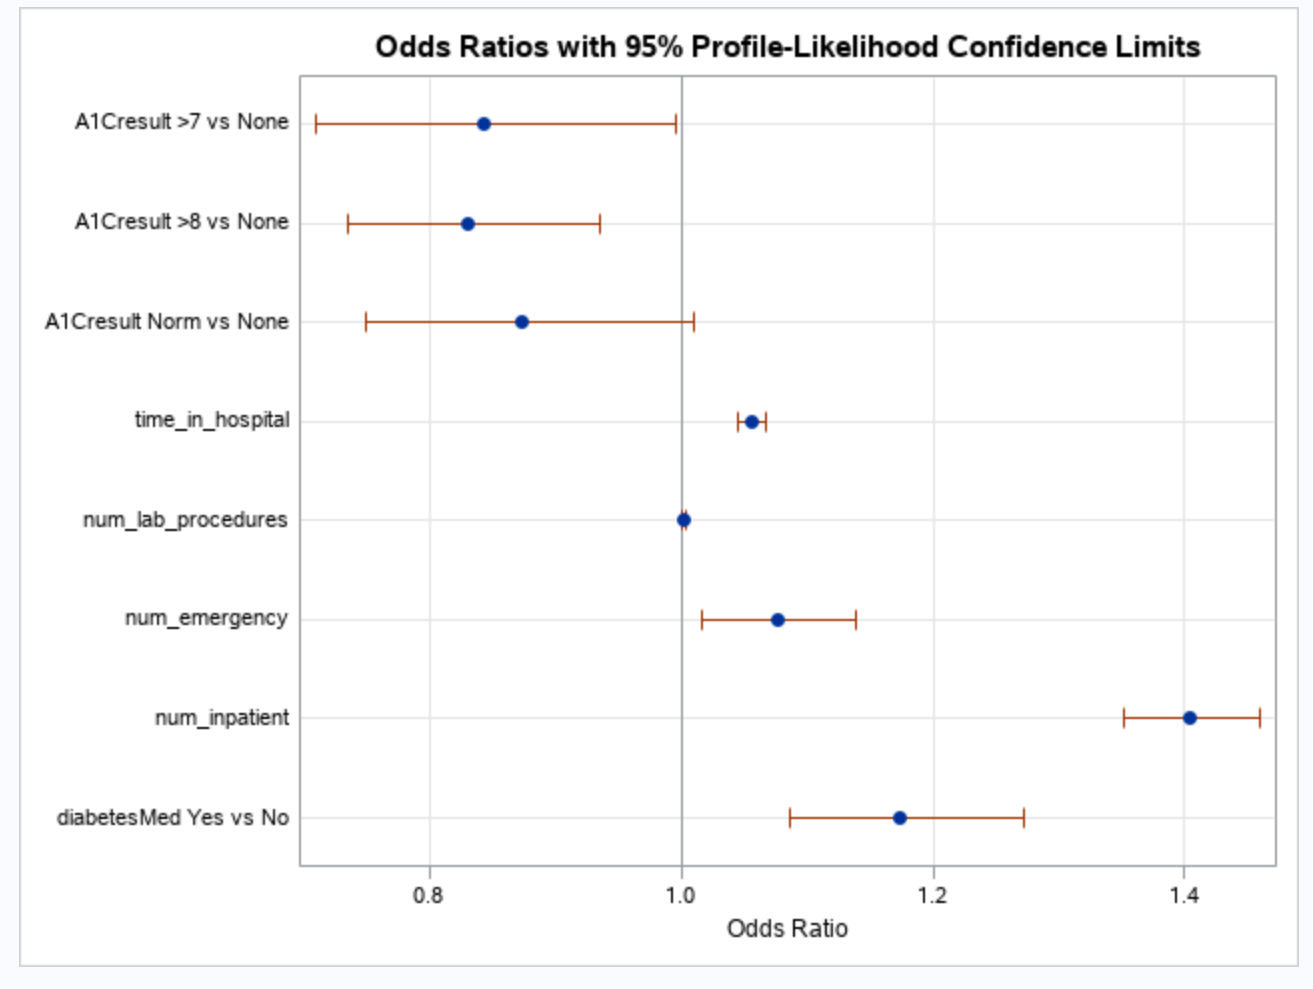 Odds Ratios with 95% Profile-Likelihood Confidence Limits
A1Cresult >7 vs None
A1Cresult >8 vs None
A1Cresult Norm vs None
time_in_hospital
num_lab_procedures
num_emergency
num_inpatient
diabetesMed Yes vs No
0.8 1.0 1.2 1.4
Odds Ratio